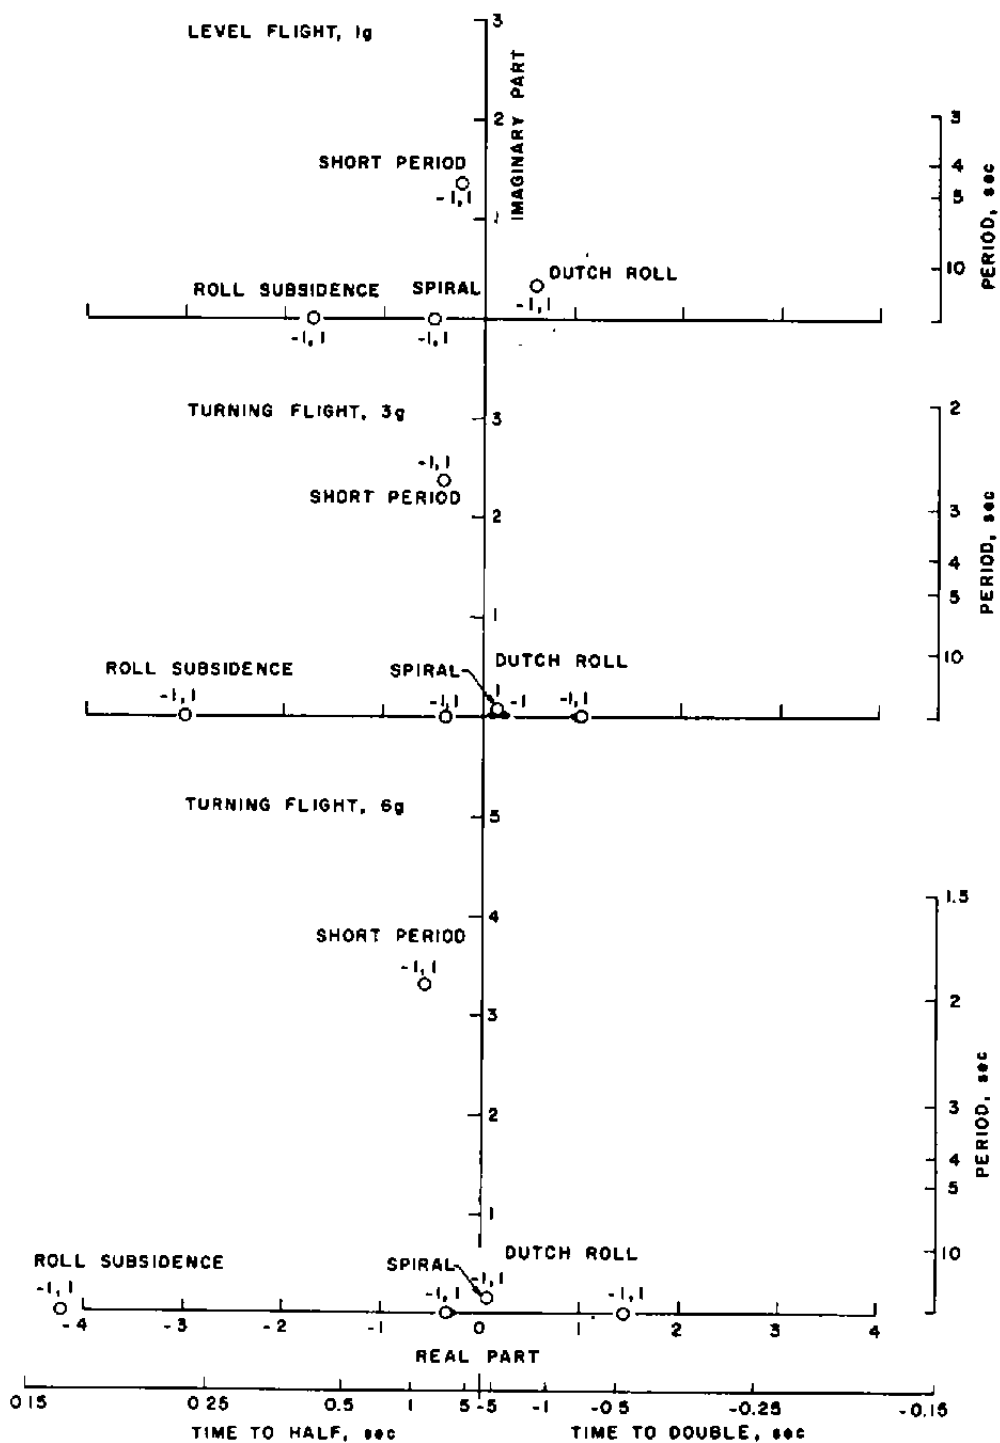 LEVEL FLIGHT, 1g
3
IMAGINARY PART
2
3
SHORT PERIOD
4
-1,1
5
1
PERIOD, sec
DUTCH ROLL
10
ROLL SUBSIDENCE SPIRAL
-1,1
-1,1 -1,1
TURNING FLIGHT, 3g
3
2
-1,1
SHORT PERIOD
2
3
PERIOD, sec
4
5
1
ROLL SUBSIDENCE SPIRAL DUTCH ROLL
10
-1,1 -1,1 1 -1 -1,1
TURNING FLIGHT, 6g
5
1.5
4
SHORT PERIOD
-1,1
2
3
PERIOD, sec
2
3
4
5
1
ROLL SUBSIDENCE SPIRAL DUTCH ROLL
10
-1,1 -1,1 -1,1 -1,1
-4 -3 -2 -1 0 1 2 3 4
REAL PART
0.15 0.25 0.5 1 5 -5 -1 -0.5 -0.25 -0.15
TIME TO HALF, sec TIME TO DOUBLE, sec